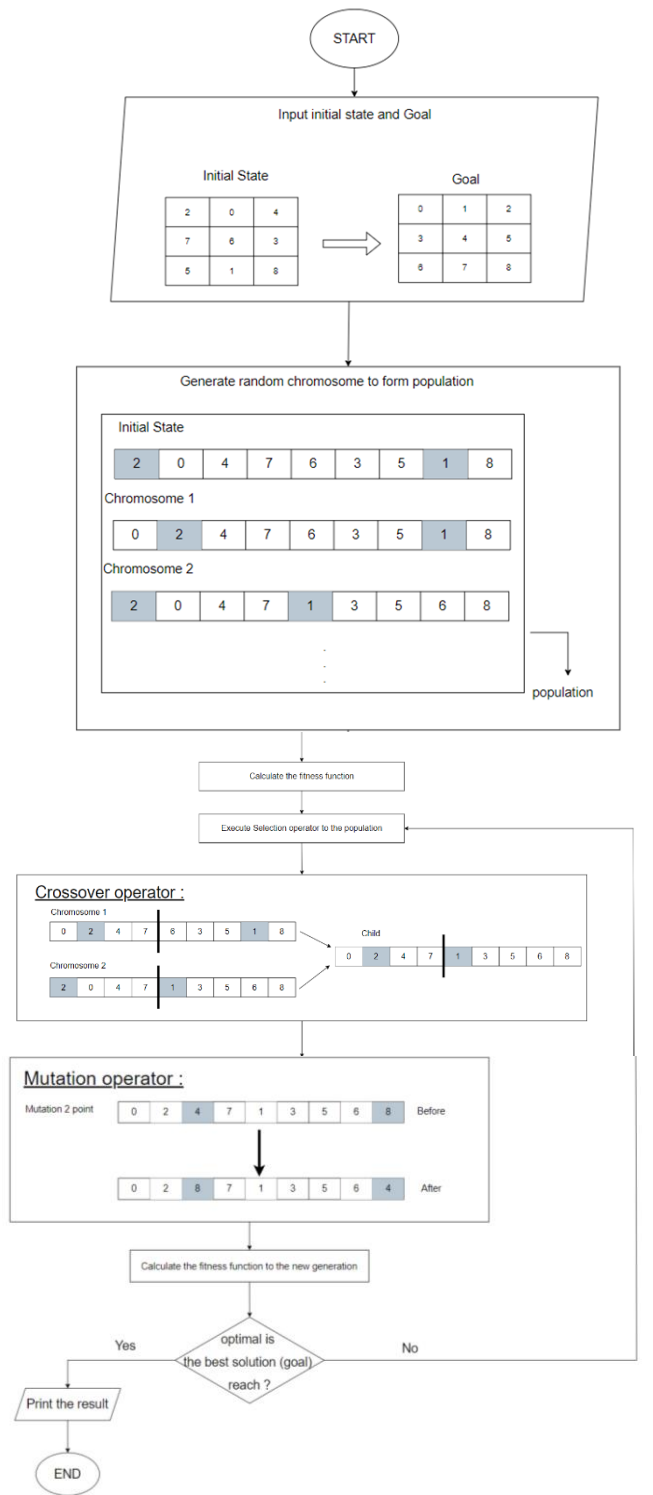 START
Input initial state and Goal
Initial State
Goal
2 0 4
7 6 3
5 1 8
0 1 2
3 4 5
6 7 8
Generate random chromosome to form population
Initial State
2 0 4 7 6 3 5 1 8
Chromosome 1
0 2 4 7 6 3 5 1 8
Chromosome 2
2 0 4 7 1 3 5 6 8
.
.
.
population
Calculate the fitness function
Execute Selection operator to the population
Crossover operator :
Chromosome 1
0 2 4 7 6 3 5 1 8
Chromosome 2
2 0 4 7 1 3 5 6 8
Child
0 2 4 7 1 3 5 6 8
Mutation operator :
Mutation 2 point
0 2 4 7 1 3 5 6 8
Before
0 2 8 7 1 3 5 6 4
After
Calculate the fitness function to the new generation
optimal is
the best solution (goal)
reach ?
Yes
No
Print the result
END